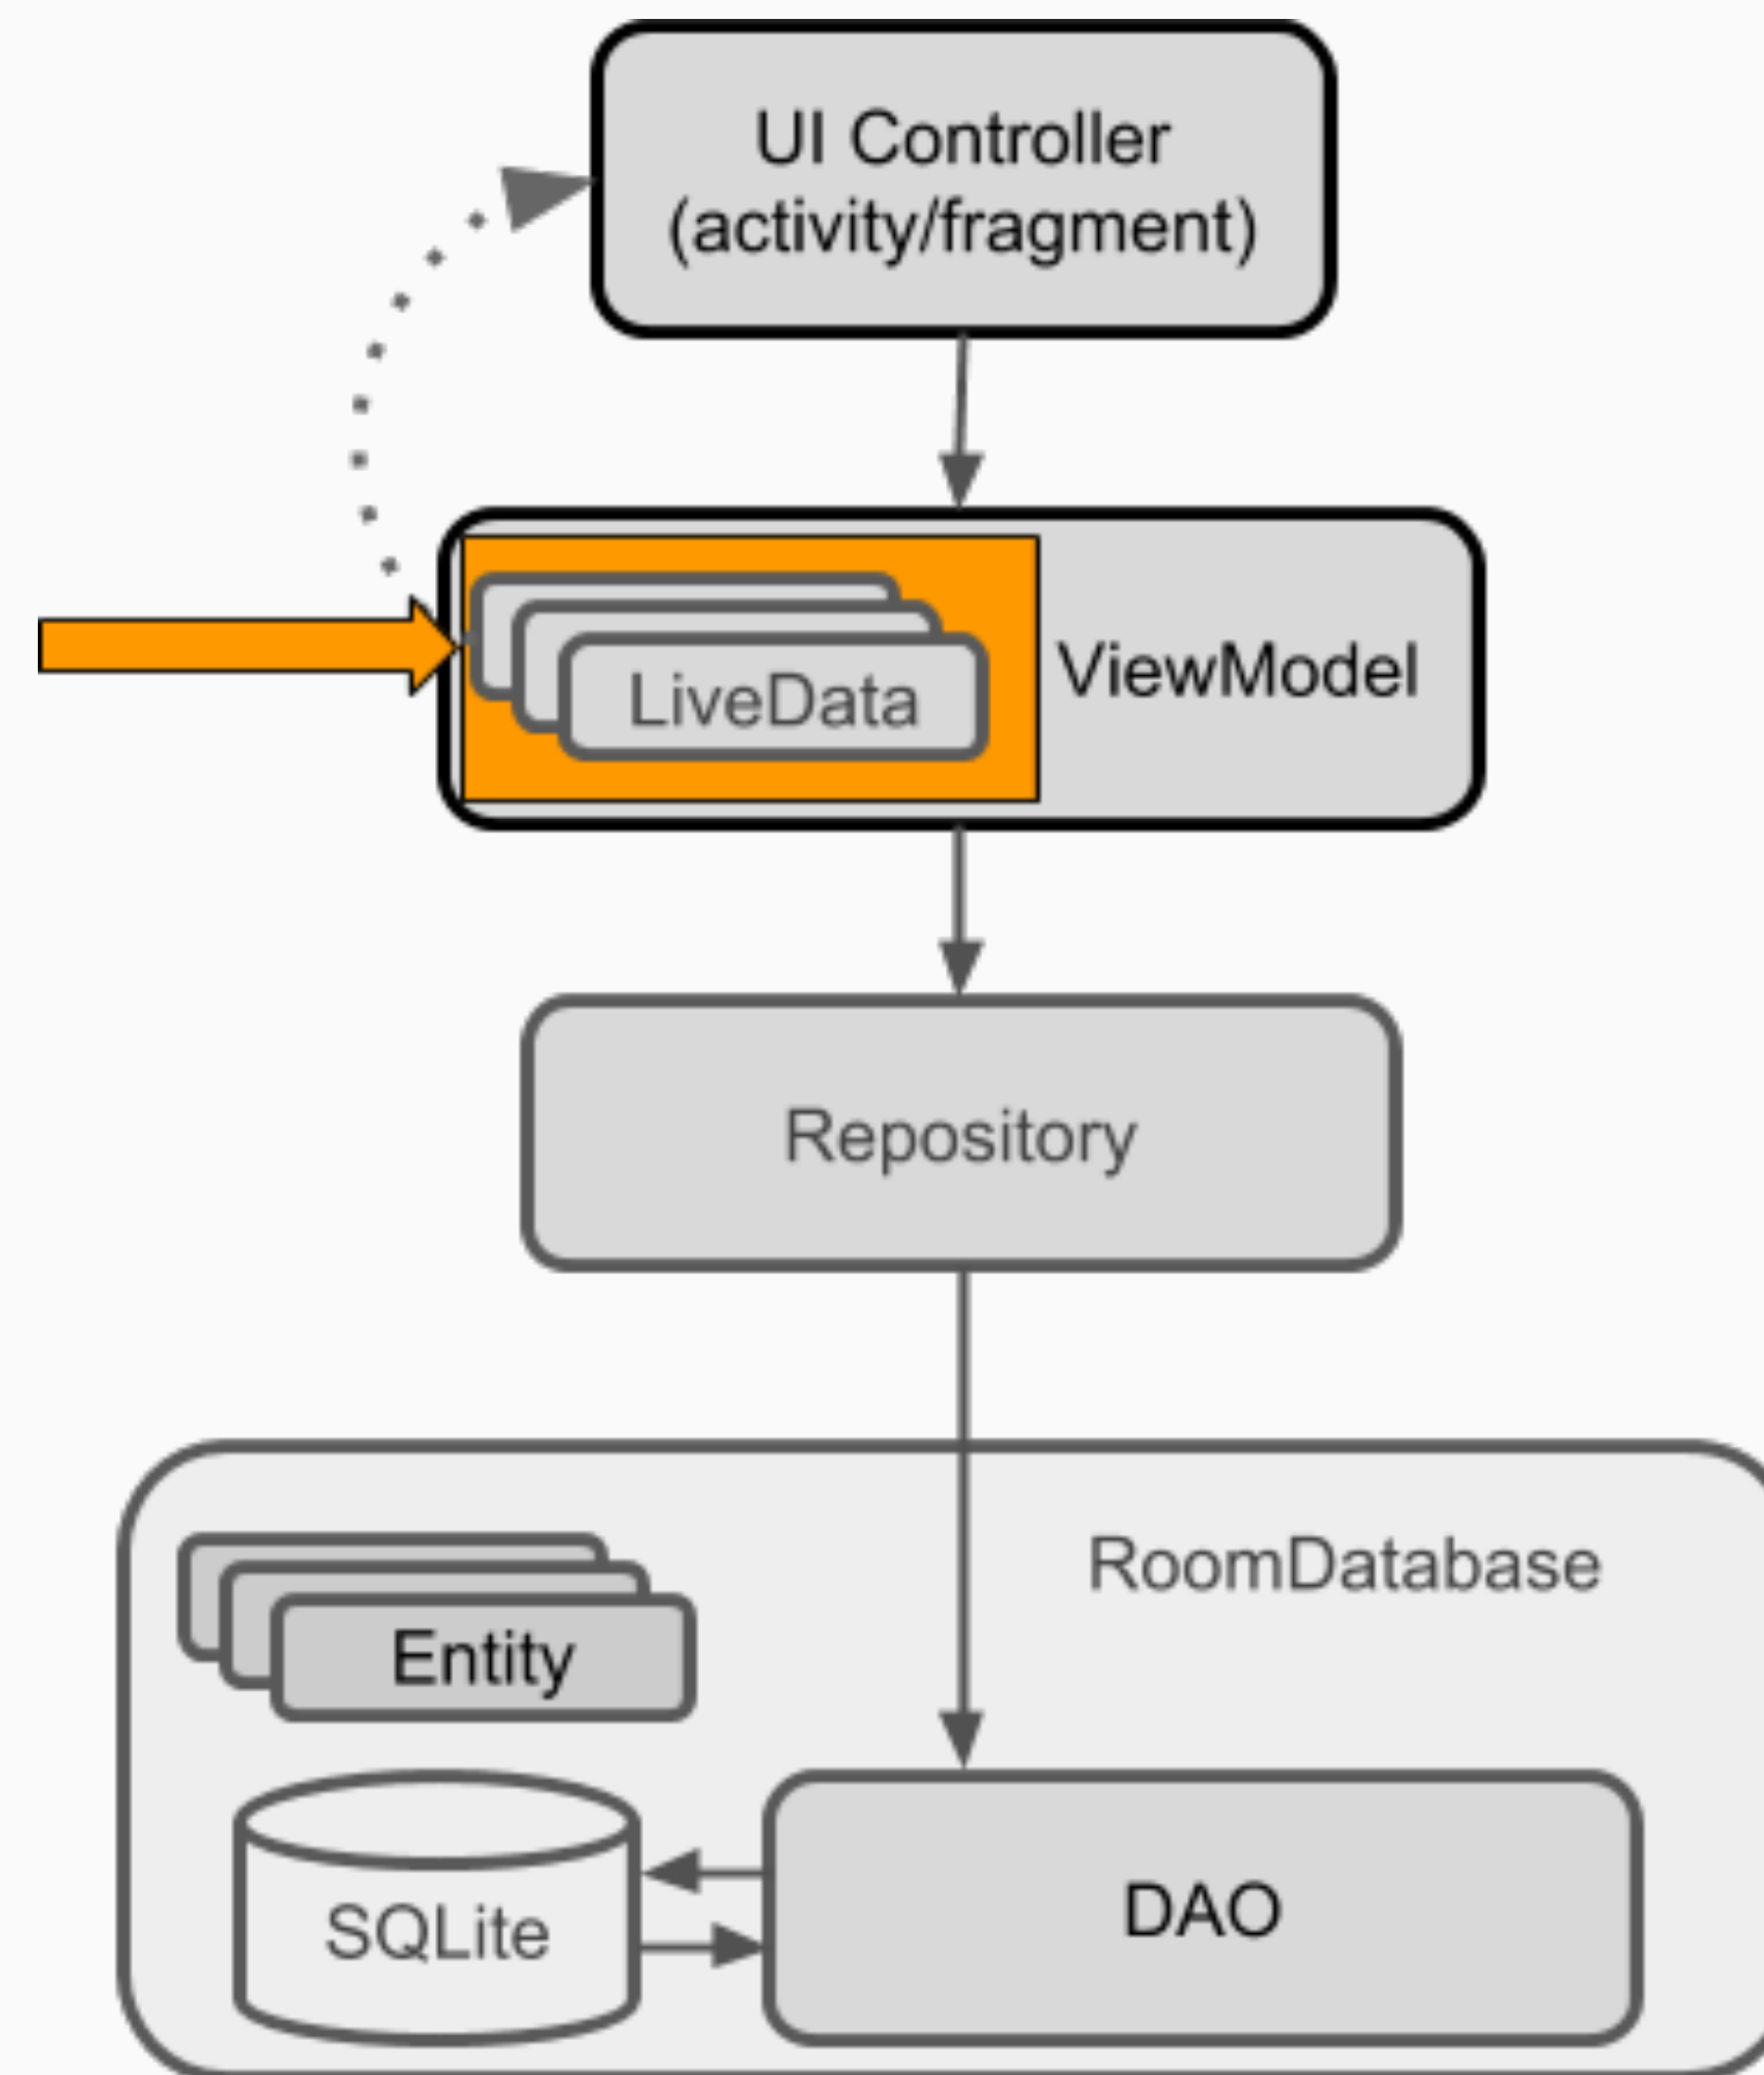 UI Controller
(activity/fragment)
LiveData
ViewModel
Repository
RoomDatabase
Entity
SQLite
DAO